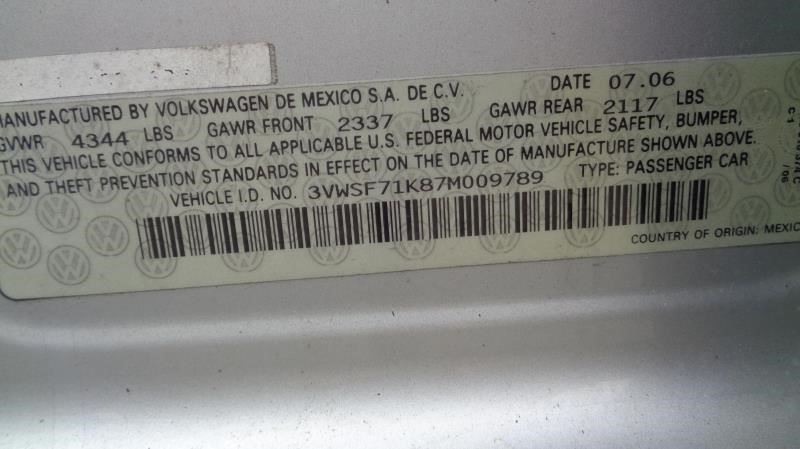 MANUFACTURED BY VOLKSWAGEN DE MEXICO S.A. DE C.V. DATE 07.06
GVWR 4344 LBS GAWR FRONT 2337 LBS GAWR REAR 2117 LBS
THIS VEHICLE CONFORMS TO ALL APPLICABLE U.S. FEDERAL MOTOR VEHICLE SAFETY, BUMPER,
AND THEFT PREVENTION STANDARDS IN EFFECT ON THE DATE OF MANUFACTURE SHOWN ABOVE.
VEHICLE I.D. NO. 3VWSF71K87M009789 TYPE: PASSENGER CAR
COUNTRY OF ORIGIN: MEXIC